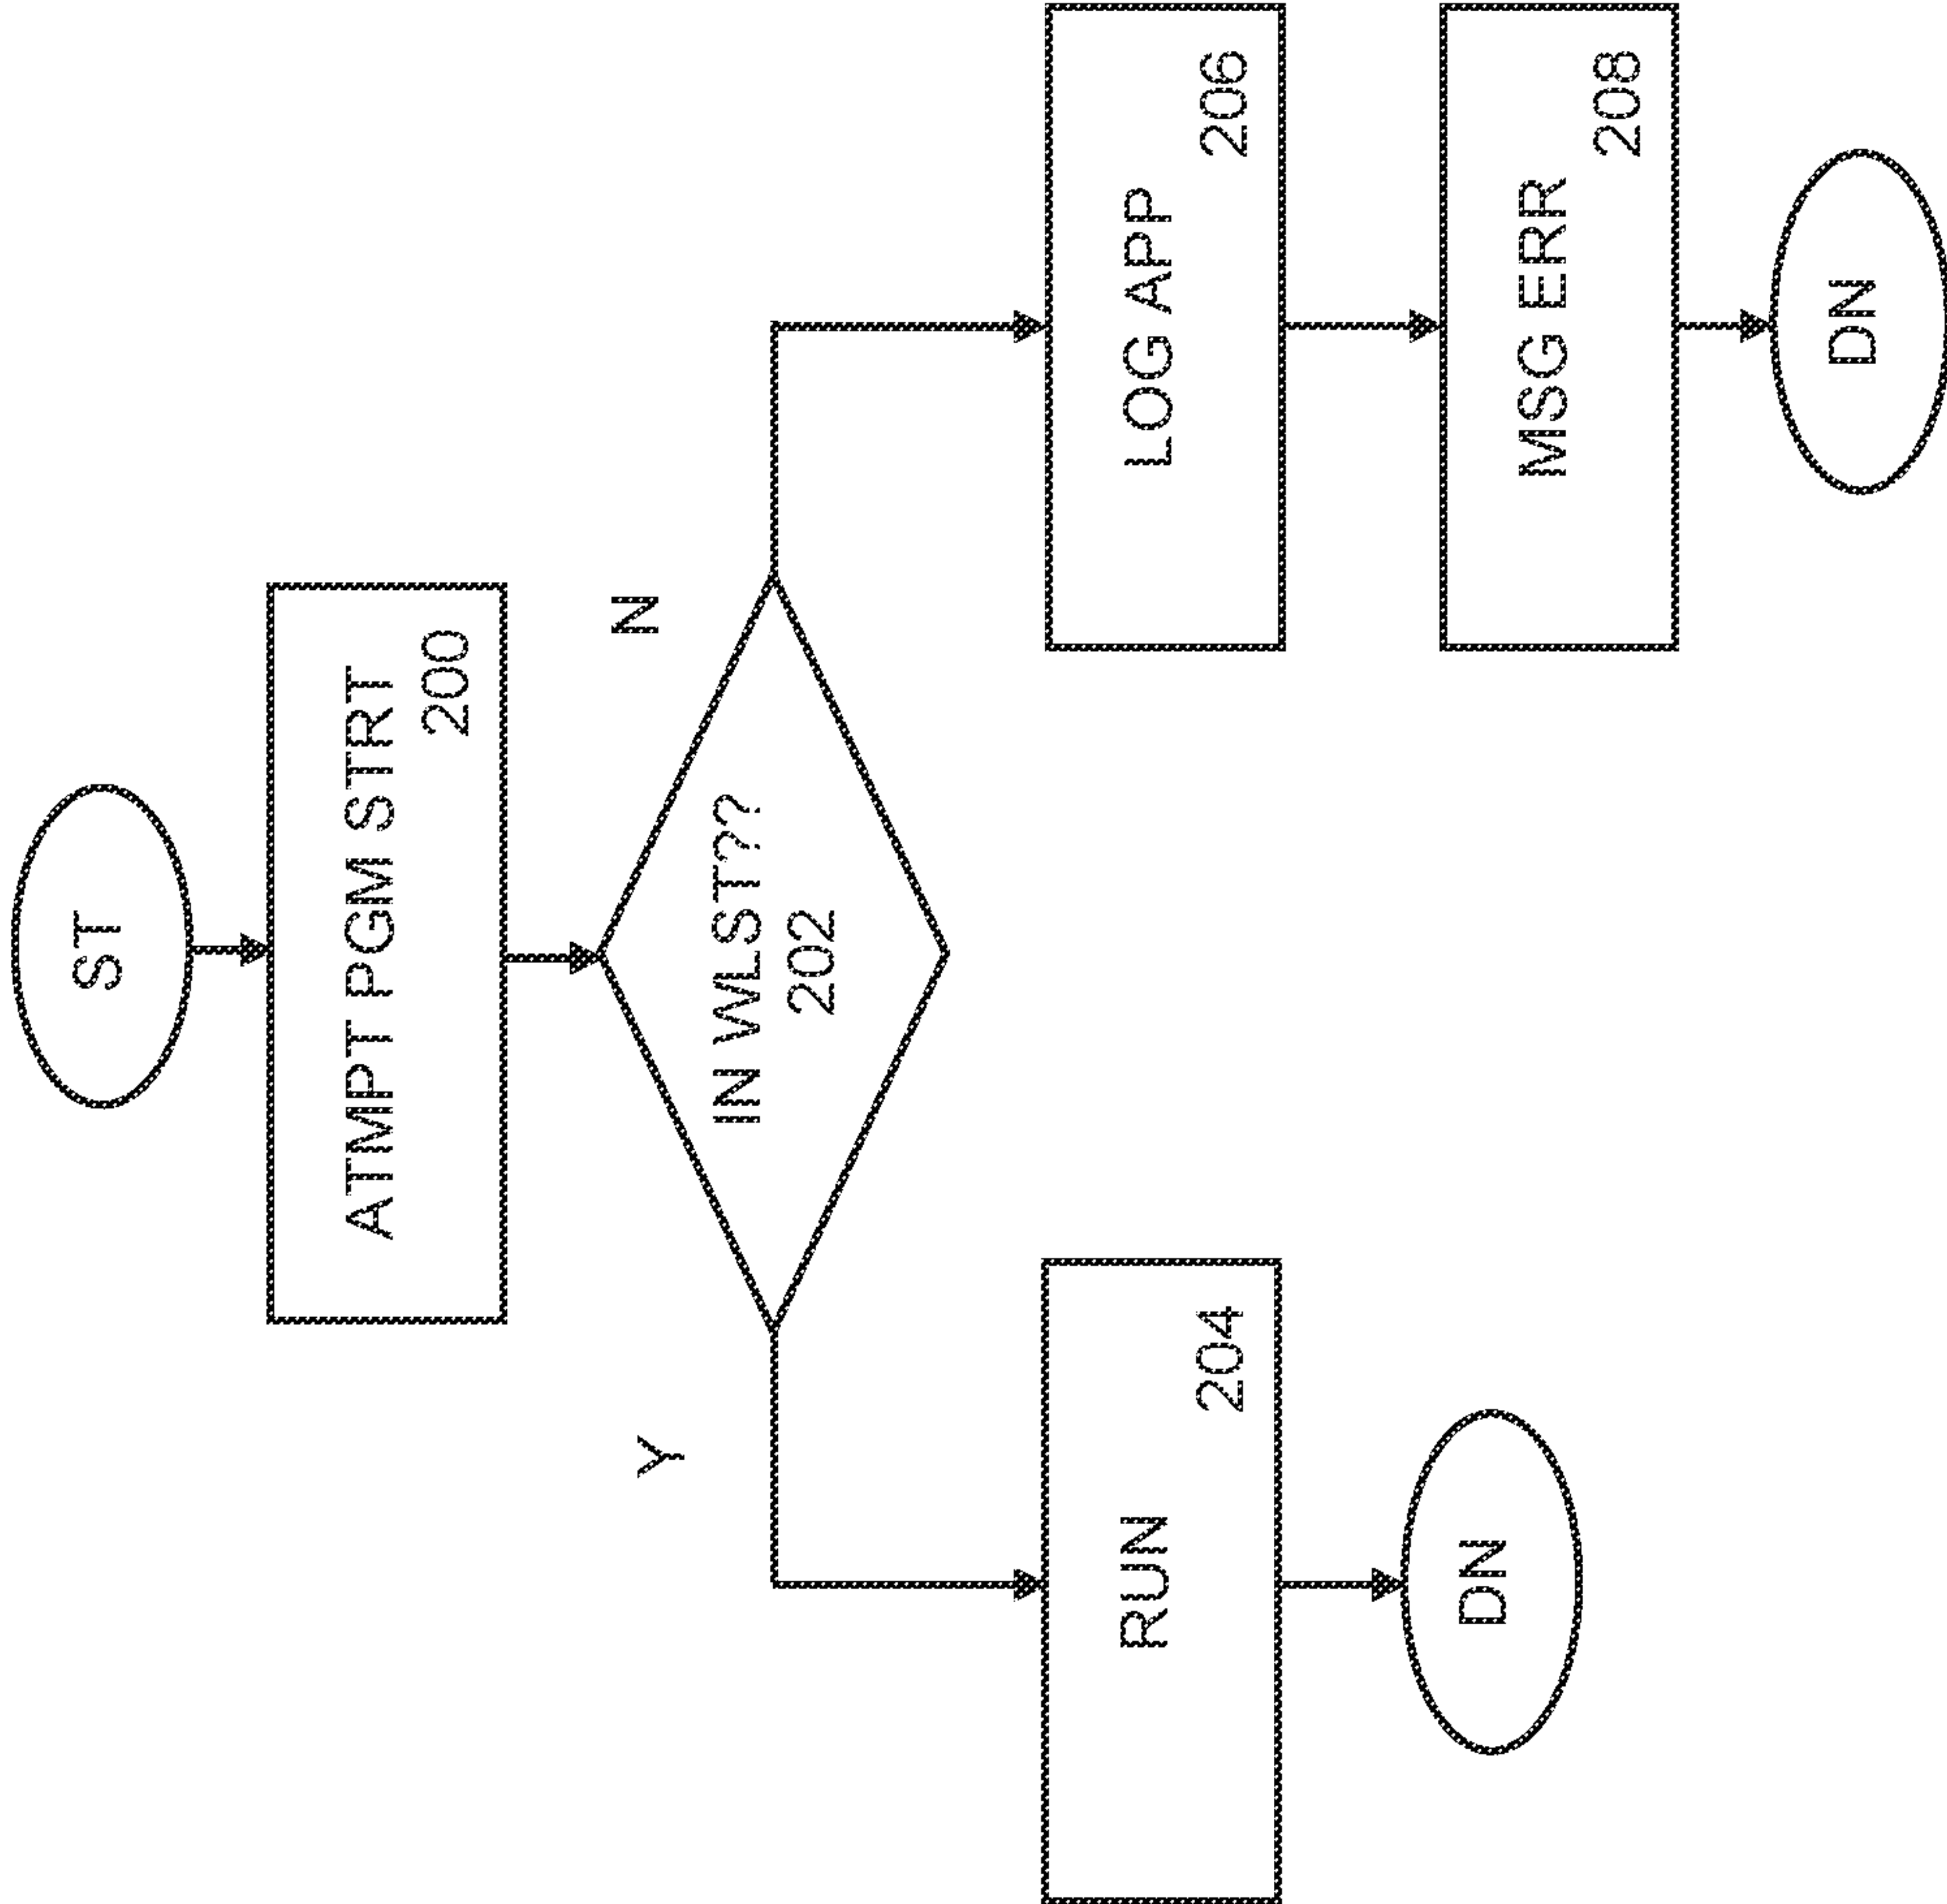 ST
ATMPT PGM STRT
200
IN WLST??
202
Y
N
RUN
204
DN
LOG APP
206
MSG ERR
208
DN